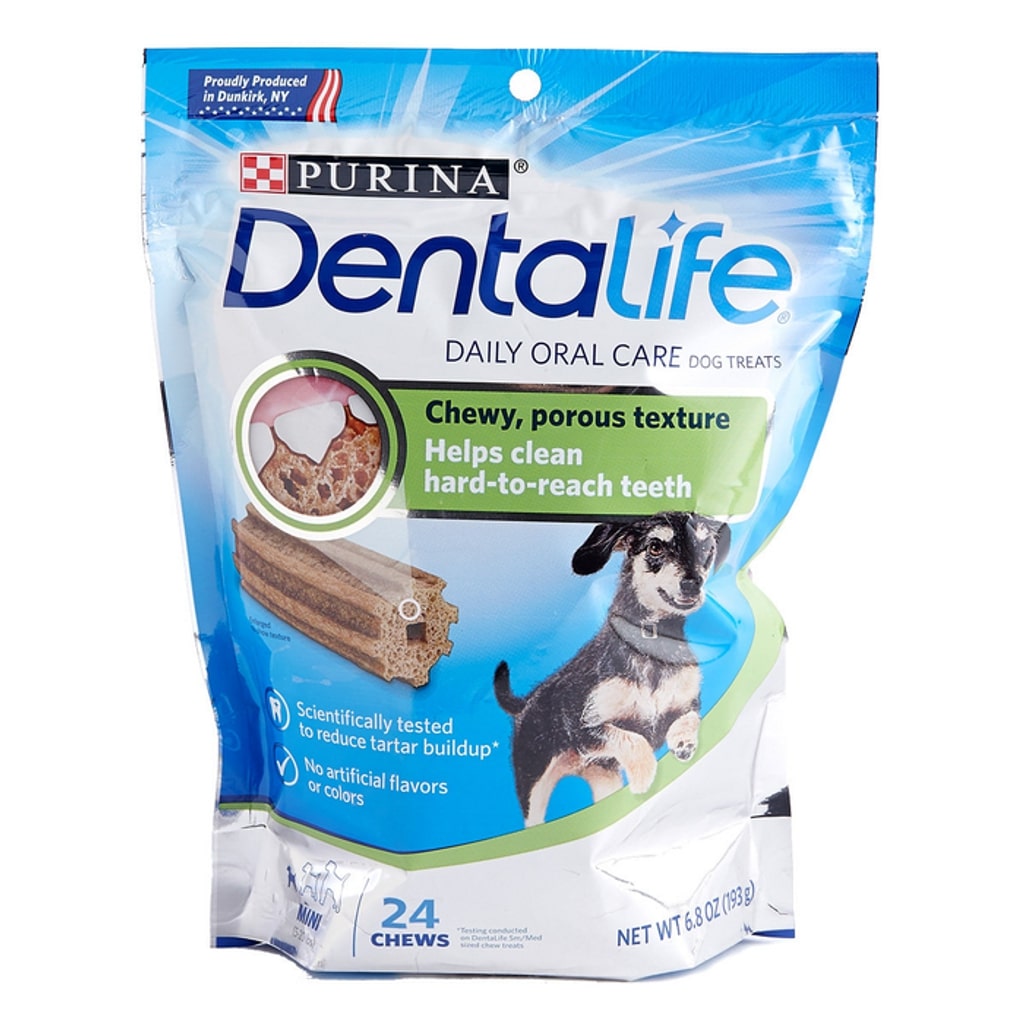 Proudly Produced
in Dunkirk, NY
PURINA®
DentaLife®
DAILY ORAL CARE DOG TREATS
Chewy, porous texture
Helps clean
hard-to-reach teeth
Enlarged
texture
Scientifically tested
to reduce tartar buildup*
No artificial flavors
or colors
MINI
24
CHEWS
*Testing conducted
on DentaLife Sm/Med
sized chew treats
NET WT 6.8 OZ (193 g)